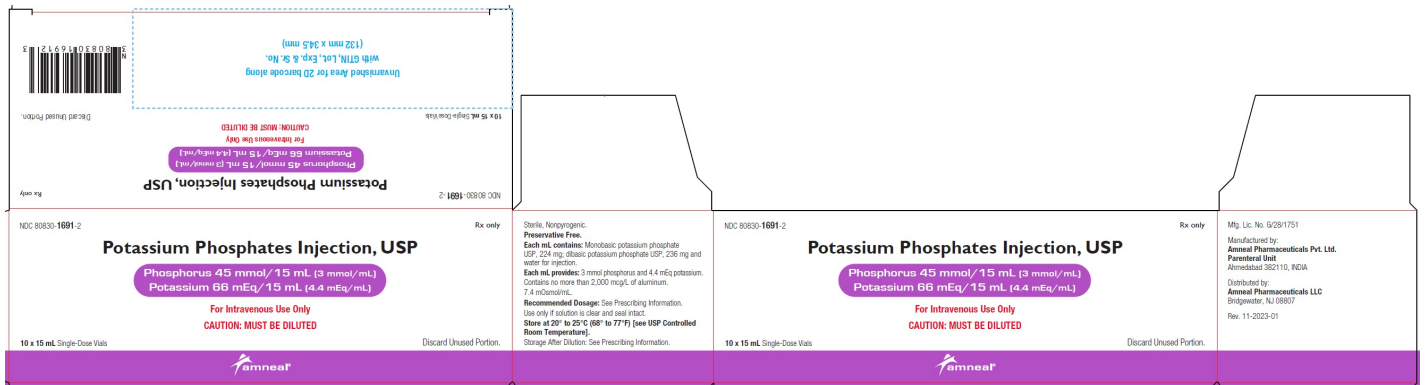 Unvarnished Area for 2D barcode along
with GTIN, Lot, Exp. & Sr. No.
(132 mm x 34.5 mm)
N
3 80830 16912 3
10 x 15 mL Single-Dose Vials
Discard Unused Portion.
CAUTION: MUST BE DILUTED
For Intravenous Use Only
Potassium 66 mEq/15 mL (4.4 mEq/mL)
Phosphorus 45 mmol/15 mL (3 mmol/mL)
Potassium Phosphates Injection, USP
NDC 80830-1691-2
Rx only
NDC 80830-1691-2
Rx only
Potassium Phosphates Injection, USP
Phosphorus 45 mmol/15 mL (3 mmol/mL)
Potassium 66 mEq/15 mL (4.4 mEq/mL)
For Intravenous Use Only
CAUTION: MUST BE DILUTED
10 x 15 mL Single-Dose Vials
Discard Unused Portion.
amneal
Sterile, Nonpyrogenic.
Preservative Free.
Each mL contains: Monobasic potassium phosphate
USP, 224 mg; dibasic potassium phosphate USP, 236 mg and
water for injection.
Each mL provides: 3 mmol phosphorus and 4.4 mEq potassium.
Contains no more than 2,000 mcg/L of aluminum.
7.4 mOsmol/mL.
Recommended Dosage: See Prescribing Information.
Use only if solution is clear and seal intact.
Store at 20° to 25°C (68° to 77°F) [see USP Controlled
Room Temperature].
Storage After Dilution: See Prescribing Information.
NDC 80830-1691-2
Rx only
Potassium Phosphates Injection, USP
Phosphorus 45 mmol/15 mL (3 mmol/mL)
Potassium 66 mEq/15 mL (4.4 mEq/mL)
For Intravenous Use Only
CAUTION: MUST BE DILUTED
10 x 15 mL Single-Dose Vials
Discard Unused Portion.
amneal
Mfg. Lic. No. G/28/1751
Manufactured by:
Amneal Pharmaceuticals Pvt. Ltd.
Parenteral Unit
Ahmedabad 382110, INDIA
Distributed by:
Amneal Pharmaceuticals LLC
Bridgewater, NJ 08807
Rev. 11-2023-01